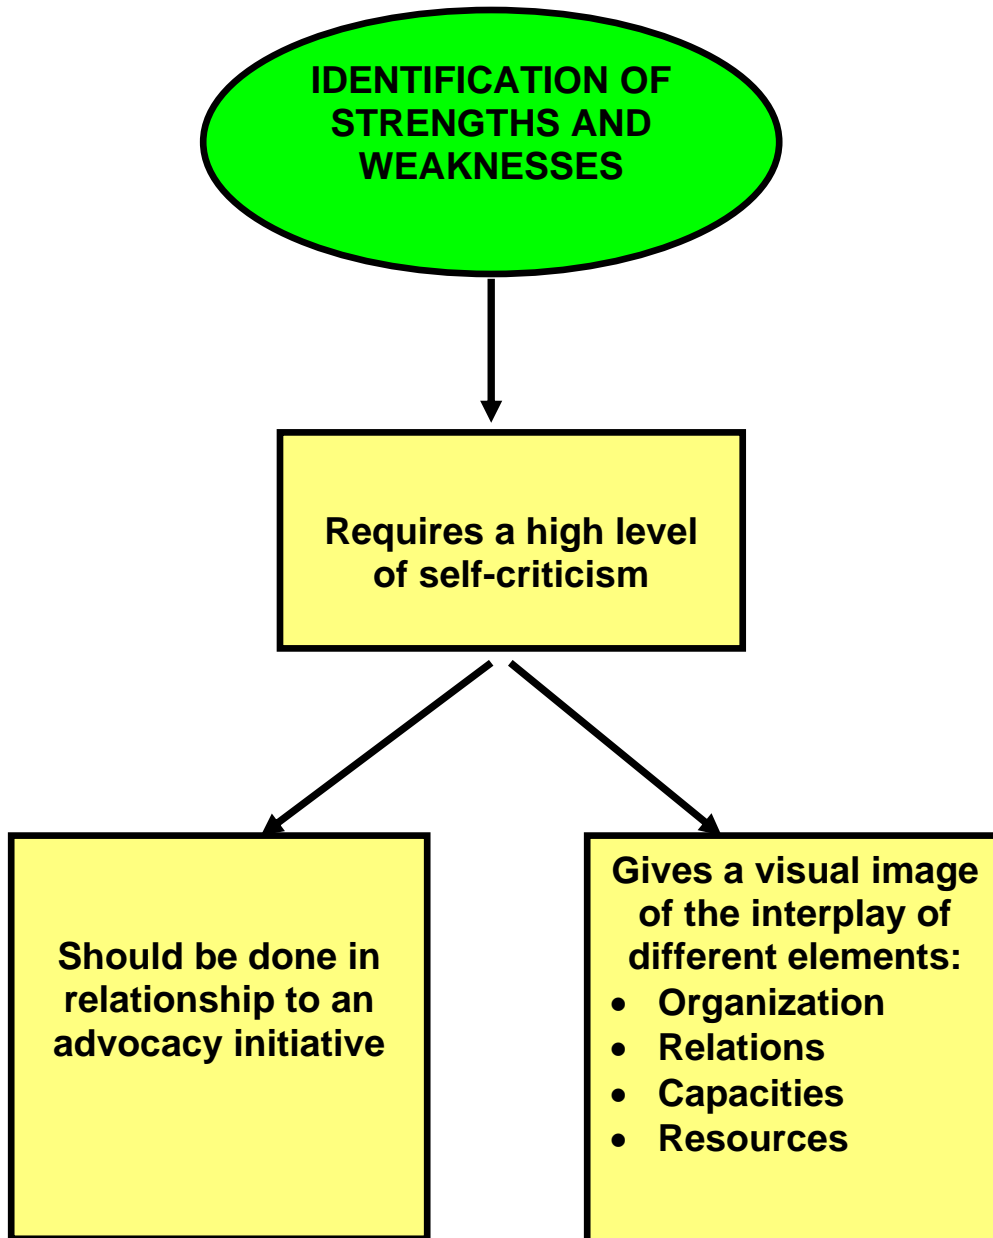 IDENTIFICATION OF
STRENGTHS AND
WEAKNESSES
Requires a high level
of self-criticism
Should be done in
relationship to an
advocacy initiative
Gives a visual image
of the interplay of
different elements:
• Organization
• Relations
• Capacities
• Resources